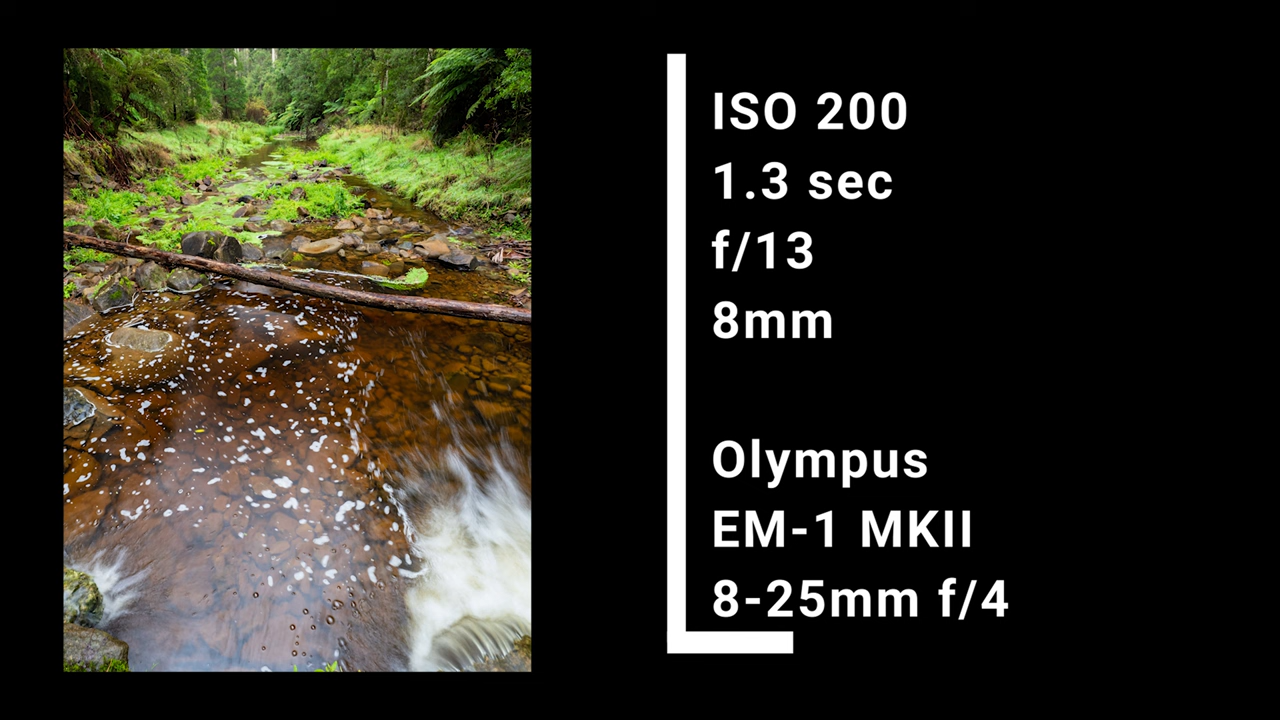 ISO 200
1.3 sec
f/13
8mm
Olympus
EM-1 MKII
8-25mm f/4